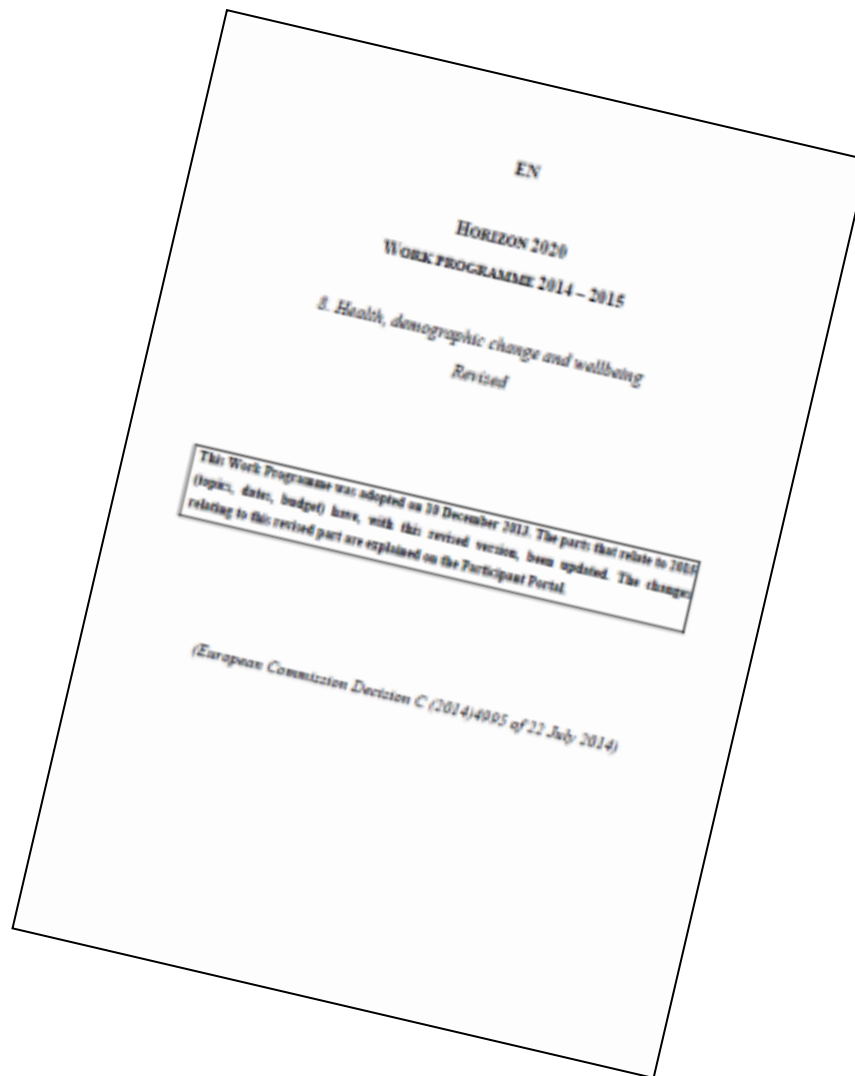 EN
HORIZON 2020
WORK PROGRAMME 2014 – 2015
8. Health, demographic change and wellbeing
Revised
This Work Programme was adopted on 10 December 2013. The parts that relate to 2015
(topics, dates, budget) have, with this revised version, been updated. The changes
relating to this revised part are explained on the Participant Portal.
(European Commission Decision C (2014)4995 of 22 July 2014)